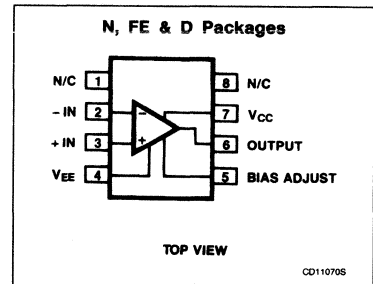 N, FE & D Packages
N/C 1
8 N/C
− IN 2
7 VCC
+ IN 3
6 OUTPUT
VEE 4
5 BIAS ADJUST
−
+
TOP VIEW
CD11070S